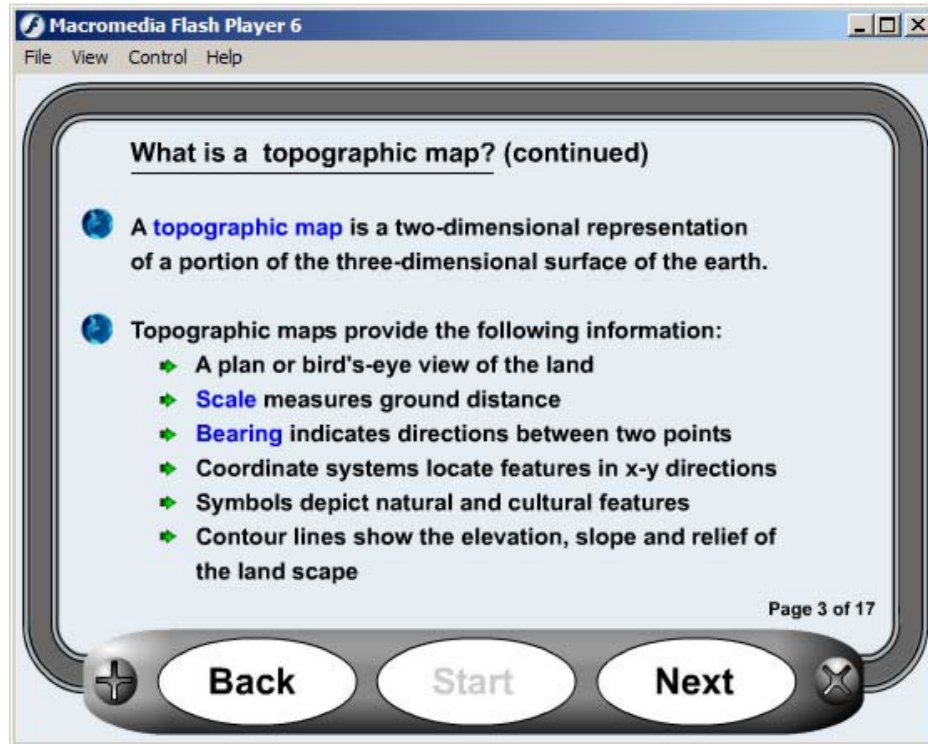 Macromedia Flash Player 6
File View Control Help
What is a topographic map? (continued)
A topographic map is a two-dimensional representation
of a portion of the three-dimensional surface of the earth.
Topographic maps provide the following information:
A plan or bird's-eye view of the land
Scale measures ground distance
Bearing indicates directions between two points
Coordinate systems locate features in x-y directions
Symbols depict natural and cultural features
Contour lines show the elevation, slope and relief of
the land scape
Page 3 of 17
Back Start Next